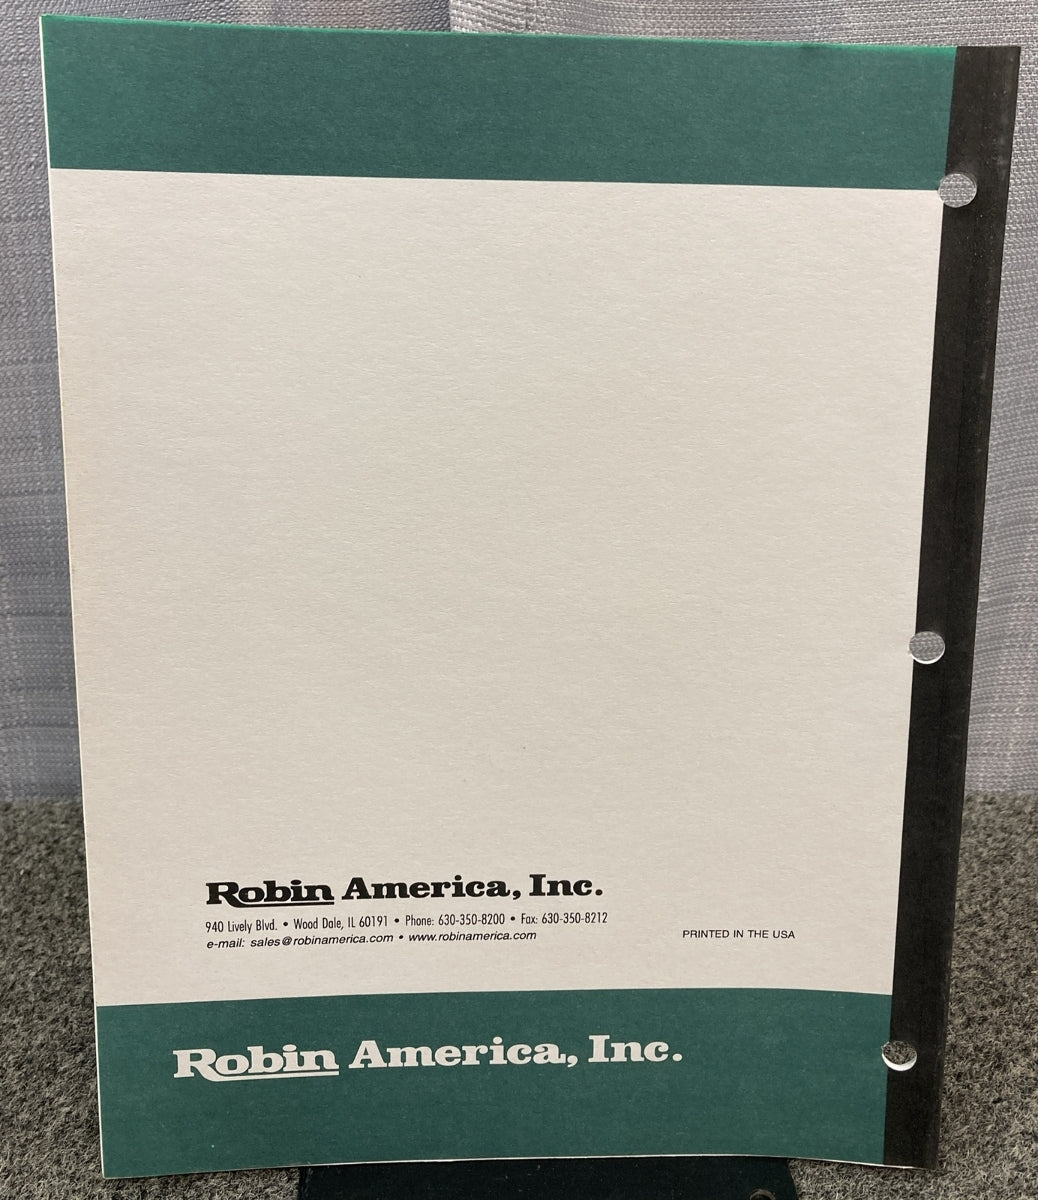 Robin America, Inc.
940 Lively Blvd. • Wood Dale, IL 60191 • Phone: 630-350-8200 • Fax: 630-350-8212
e-mail: sales@robinamerica.com • www.robinamerica.com
PRINTED IN THE USA
Robin America, Inc.